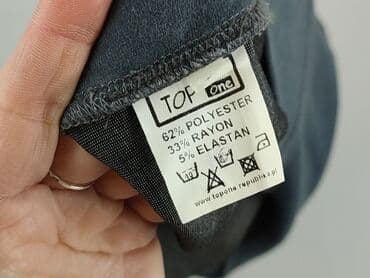 TOP one
62% POLYESTER
33% RAYON
5% ELASTAN
www.topone.republika.pl